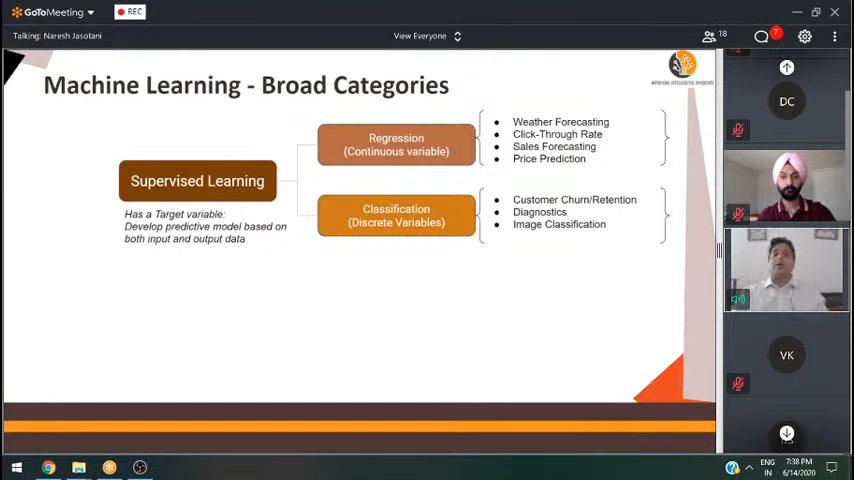 GoToMeeting
REC
Talking: Naresh Jasotani
View Everyone
18
7
Machine Learning - Broad Categories
ARTIFICIAL INTELLIGENCE
Supervised Learning
Has a Target variable:
Develop predictive model based on
both input and output data
Regression
(Continuous variable)
Weather Forecasting
Click-Through Rate
Sales Forecasting
Price Prediction
Classification
(Discrete Variables)
Customer Churn/Retention
Diagnostics
Image Classification
DC
VK
ENG
IN
7:38 PM
6/14/2020